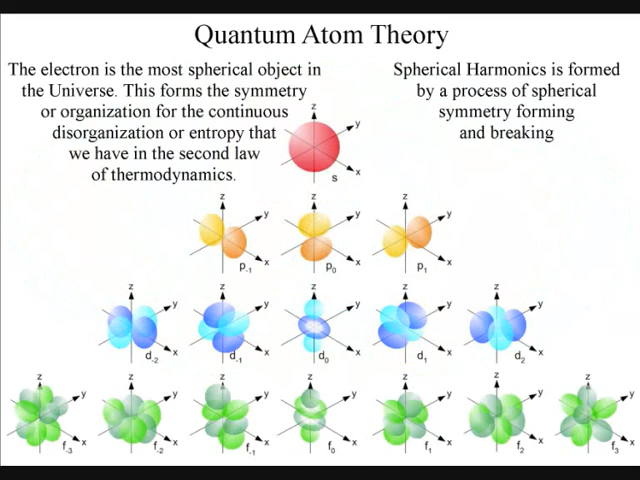 Quantum Atom Theory
The electron is the most spherical object in
the Universe. This forms the symmetry
or organization for the continuous
disorganization or entropy that
we have in the second law
of thermodynamics.
Spherical Harmonics is formed
by a process of spherical
symmetry forming
and breaking
z y x s
z y x p-1
z y x p0
z y x p1
z y x d-2
z y x d-1
z y x d0
z y x d1
z y x d2
z y x f-3
z y x f-2
z y x f-1
z y x f0
z y x f1
z y x f2
z y x f3